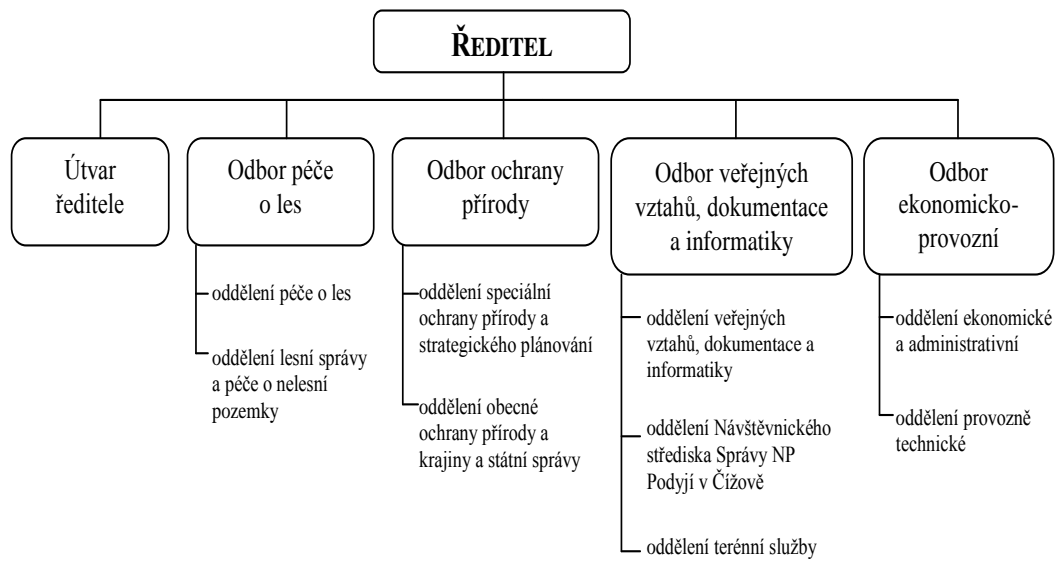 ŘEDITEL
Útvar
ředitele
Odbor péče
o les
oddělení péče o les
oddělení lesní správy
a péče o nelesní
pozemky
Odbor ochrany
přírody
oddělení speciální
ochrany přírody a
strategického plánování
oddělení obecné
ochrany přírody a
krajiny a státní správy
Odbor veřejných
vztahů, dokumentace
a informatiky
oddělení veřejných
vztahů, dokumentace a
informatiky
oddělení Návštěvnického
střediska Správy NP
Podyjí v Čížově
oddělení terénní služby
Odbor
ekonomicko-
provozní
oddělení ekonomické
a administrativní
oddělení provozně
technické